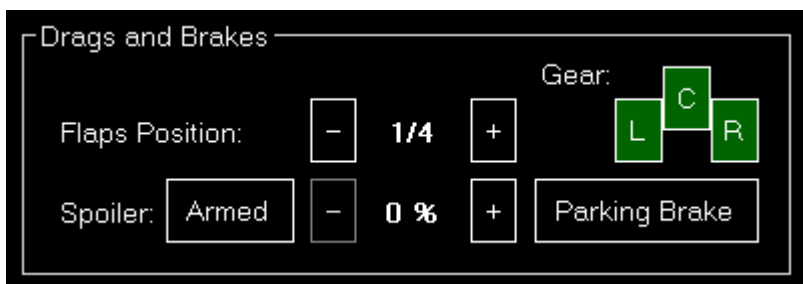 Drags and Brakes
Gear:
C
Flaps Position: − 1/4 + L R
Spoiler: Armed − 0 % + Parking Brake